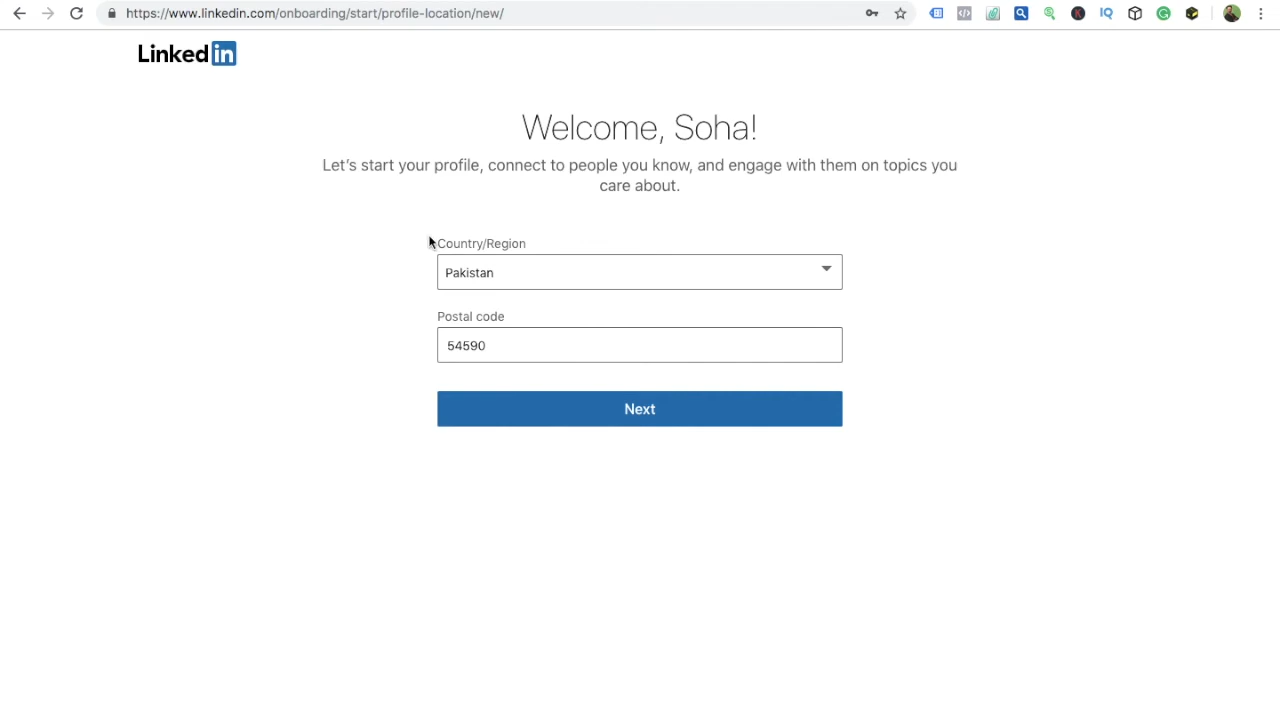 https://www.linkedin.com/onboarding/start/profile-location/new/
Linked in
Welcome, Soha!
Let's start your profile, connect to people you know, and engage with them on topics you
care about.
Country/Region
Pakistan
Postal code
54590
Next